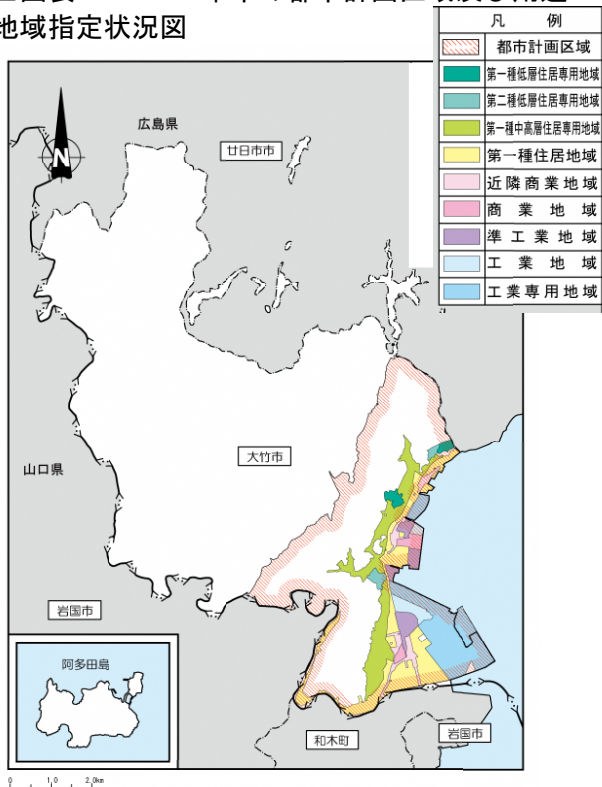 地域指定状況図
凡 例
都市計画区域
第一種低層住居専用地域
第二種低層住居専用地域
第一種中高層住居専用地域
第一種住居地域
近隣商業地域
商業地域
準工業地域
工業地域
工業専用地域
広島県
廿日市市
N
大竹市
山口県
岩国市
阿多田島
和木町
岩国市
0 1.0 2.0km